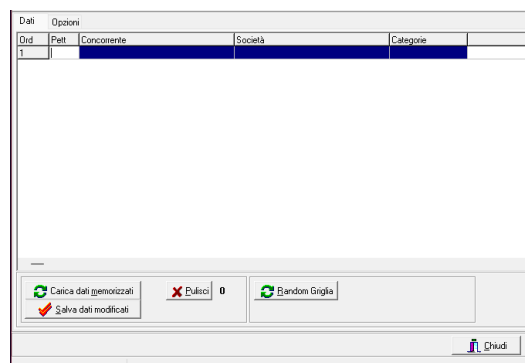 Dati Opzioni
Ord Pett Concorrente Società Categorie
1
Carica dati memorizzati Pulisci 0 Random Griglia
Salva dati modificati
Chiudi